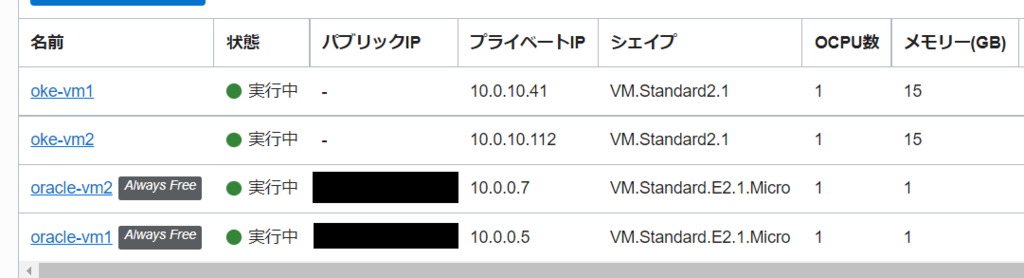 名前 状態 パブリックIP プライベートIP シェイプ OCPU数 メモリー(GB)
oke-vm1 実行中 - 10.0.10.41 VM.Standard2.1 1 15
oke-vm2 実行中 - 10.0.10.112 VM.Standard2.1 1 15
oracle-vm2 Always Free 実行中 10.0.0.7 VM.Standard.E2.1.Micro 1 1
oracle-vm1 Always Free 実行中 10.0.0.5 VM.Standard.E2.1.Micro 1 1